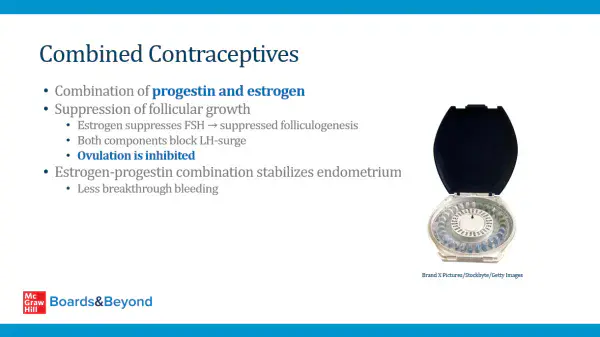 Combined Contraceptives
• Combination of progestin and estrogen
• Suppression of follicular growth
• Estrogen suppresses FSH → suppressed folliculogenesis
• Both components block LH-surge
• Ovulation is inhibited
• Estrogen-progestin combination stabilizes endometrium
• Less breakthrough bleeding
Brand X Pictures/Stockbyte/Getty Images
Mc
Graw
Hill
Boards&Beyond